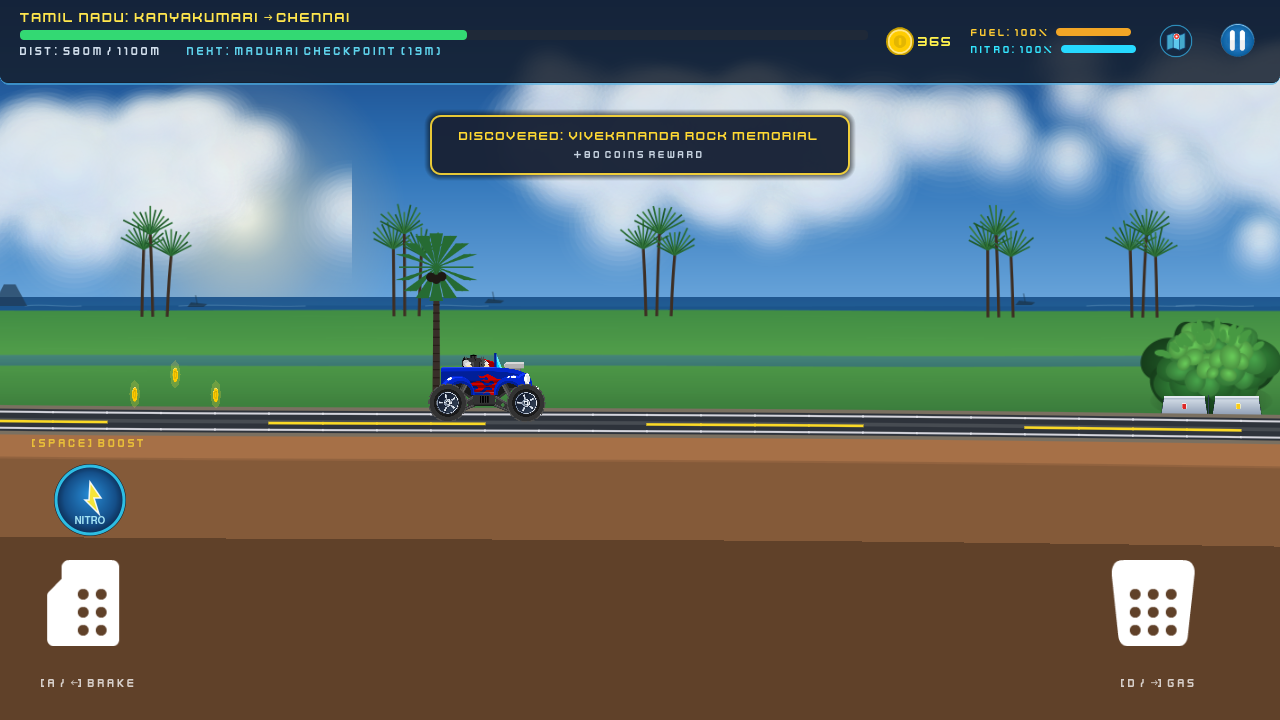 TAMIL NADU: KANYAKUMARI → CHENNAI
DIST: 580M / 1100M
NEXT: MADURAI CHECKPOINT (19M)
365
FUEL: 100%
NITRO: 100%
DISCOVERED: VIVEKANANDA ROCK MEMORIAL
+80 COINS REWARD
[SPACE] BOOST
NITRO
[A / ←] BRAKE
[D / →] GAS